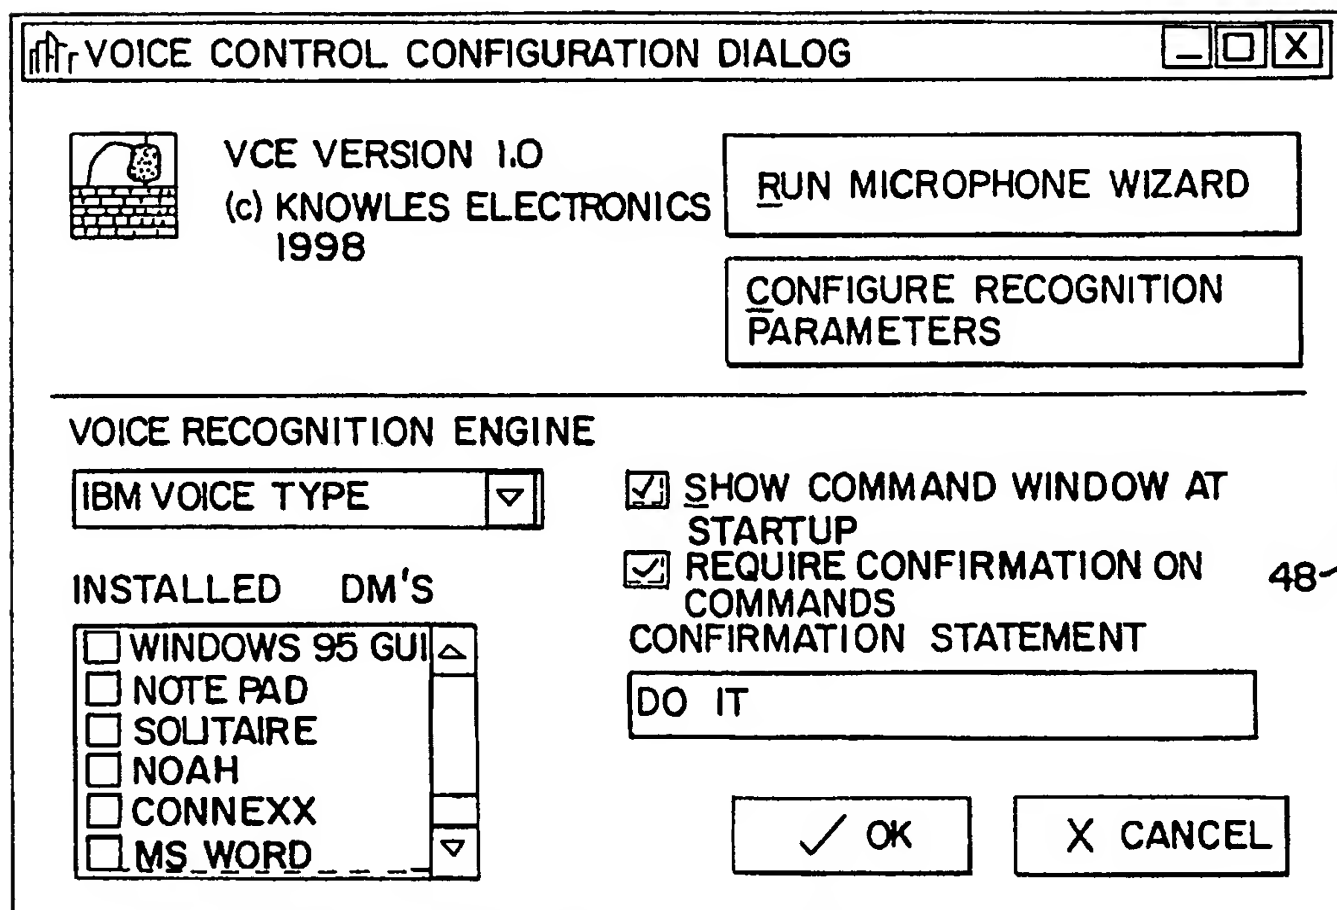 VOICE CONTROL CONFIGURATION DIALOG
VCE VERSION 1.0
(c) KNOWLES ELECTRONICS
1998
RUN MICROPHONE WIZARD
CONFIGURE RECOGNITION
PARAMETERS
VOICE RECOGNITION ENGINE
IBM VOICE TYPE
INSTALLED DM'S
WINDOWS 95 GUI
NOTE PAD
SOLITAIRE
NOAH
CONNEXX
MS WORD
SHOW COMMAND WINDOW AT
STARTUP
REQUIRE CONFIRMATION ON
COMMANDS
48
CONFIRMATION STATEMENT
DO IT
OK
X CANCEL